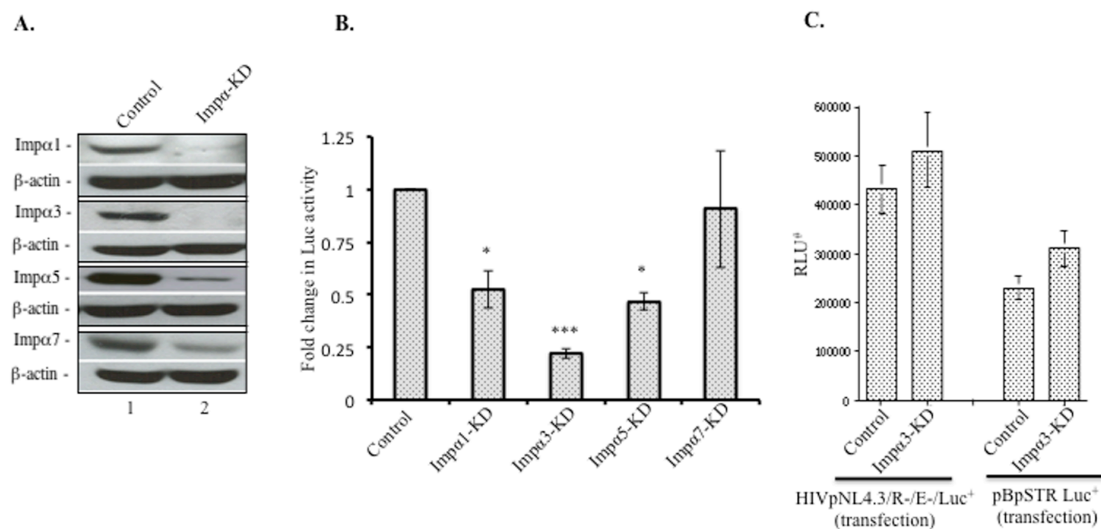 A.
Control
Impα-KD
Impα1 -
β-actin -
Impα3 -
β-actin -
Impα5 -
β-actin -
Impα7 -
β-actin -
1 2
B.
Fold change in Luc activity
1.25
1
0.75
0.5
0.25
0
*
***
*
Control
Impα1-KD
Impα3-KD
Impα5-KD
Impα7-KD
C.
RLU#
600000
500000
400000
300000
200000
100000
0
Control
Impα3-KD
Control
Impα3-KD
HIVpNL4.3/R-/E-/Luc+
(transfection)
pBpSTR Luc+
(transfection)